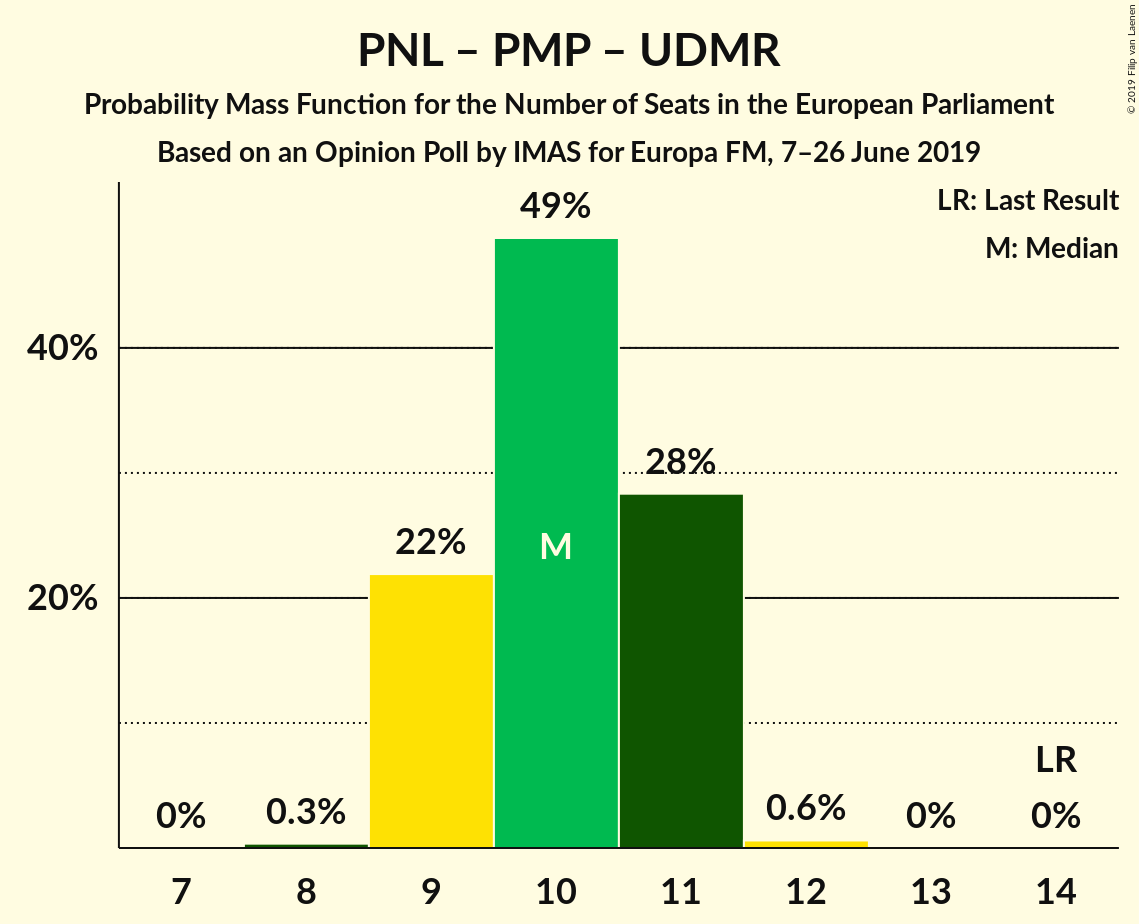 PNL – PMP – UDMR
Probability Mass Function for the Number of Seats in the European Parliament
Based on an Opinion Poll by IMAS for Europa FM, 7–26 June 2019
© 2019 Filip van Laenen
LR: Last Result
M: Median
49%
40%
28%
22%
M
20%
LR
0%
0.3%
0.6%
0%
0%
7
8
9
10
11
12
13
14